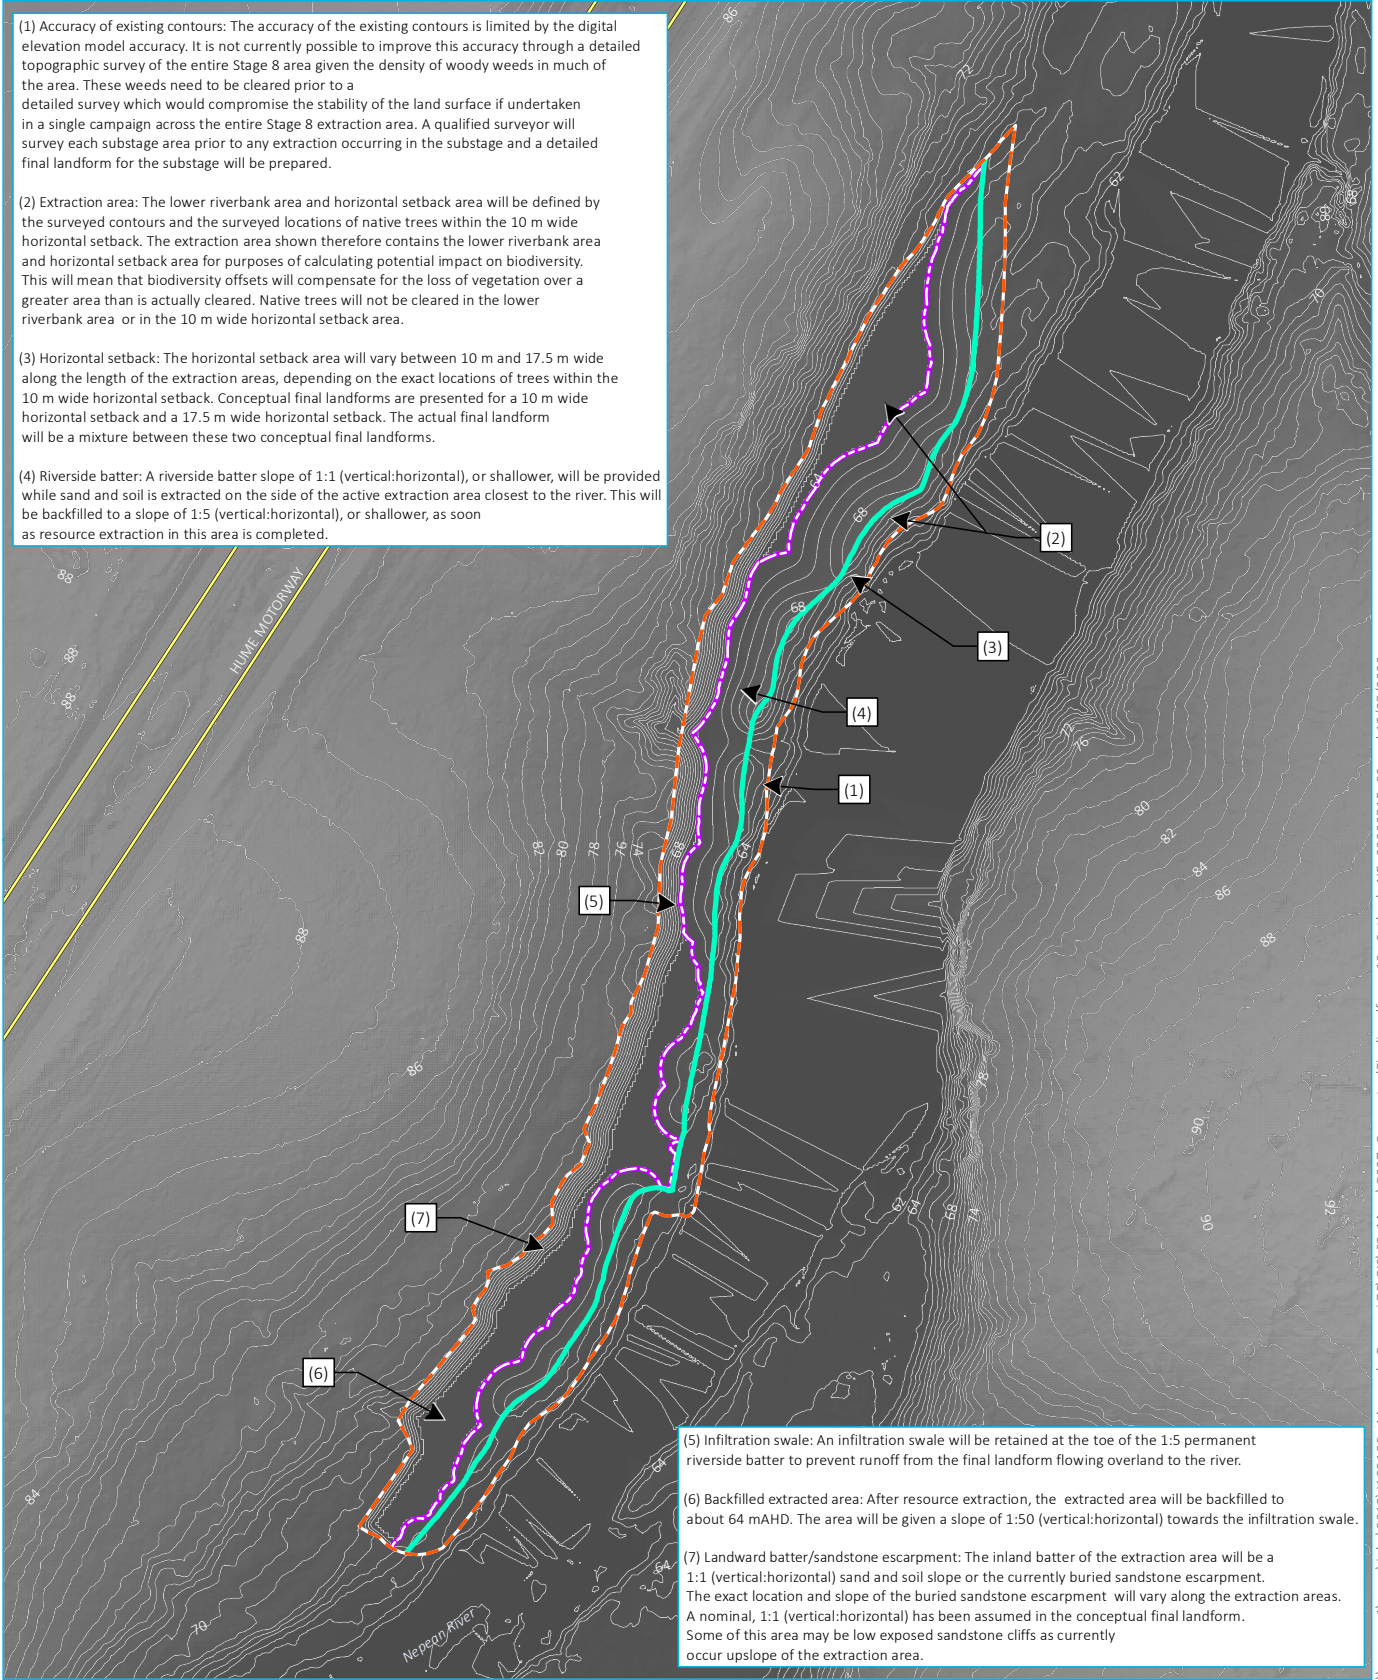 (1) Accuracy of existing contours: The accuracy of the existing contours is limited by the digital
elevation model accuracy. It is not currently possible to improve this accuracy through a detailed
topographic survey of the entire Stage 8 area given the density of woody weeds in much of
the area. These weeds need to be cleared prior to a
detailed survey which would compromise the stability of the land surface if undertaken
in a single campaign across the entire Stage 8 extraction area. A qualified surveyor will
survey each substage area prior to any extraction occurring in the substage and a detailed
final landform for the substage will be prepared.
(2) Extraction area: The lower riverbank area and horizontal setback area will be defined by
the surveyed contours and the surveyed locations of native trees within the 10 m wide
horizontal setback. The extraction area shown therefore contains the lower riverbank area
and horizontal setback area for purposes of calculating potential impact on biodiversity.
This will mean that biodiversity offsets will compensate for the loss of vegetation over a
greater area than is actually cleared. Native trees will not be cleared in the lower
riverbank area or in the 10 m wide horizontal setback area.
(3) Horizontal setback: The horizontal setback area will vary between 10 m and 17.5 m wide
along the length of the extraction areas, depending on the exact locations of trees within the
10 m wide horizontal setback. Conceptual final landforms are presented for a 10 m wide
horizontal setback and a 17.5 m wide horizontal setback. The actual final landform
will be a mixture between these two conceptual final landforms.
(4) Riverside batter: A riverside batter slope of 1:1 (vertical:horizontal), or shallower, will be provided
while sand and soil is extracted on the side of the active extraction area closest to the river. This will
be backfilled to a slope of 1:5 (vertical:horizontal), or shallower, as soon
as resource extraction in this area is completed.
86
72
62
68
68
70
64
68
(2)
88
HUME MOTORWAY
68
(3)
88
88
(4)
72
76
(1)
80
82
82
80
78
76
74
68
64
84
86
(5)
88
88
86
78
90
62
64
68
74
90
92
(7)
(6)
84
64
64
70
Nepean River
(5) Infiltration swale: An infiltration swale will be retained at the toe of the 1:5 permanent
riverside batter to prevent runoff from the final landform flowing overland to the river.
(6) Backfilled extracted area: After resource extraction, the extracted area will be backfilled to
about 64 mAHD. The area will be given a slope of 1:50 (vertical:horizontal) towards the infiltration swale.
(7) Landward batter/sandstone escarpment: The inland batter of the extraction area will be a
1:1 (vertical:horizontal) sand and soil slope or the currently buried sandstone escarpment.
The exact location and slope of the buried sandstone escarpment will vary along the extraction areas.
A nominal, 1:1 (vertical:horizontal) has been assumed in the conceptual final landform.
Some of this area may be low exposed sandstone cliffs as currently
occur upslope of the extraction area.